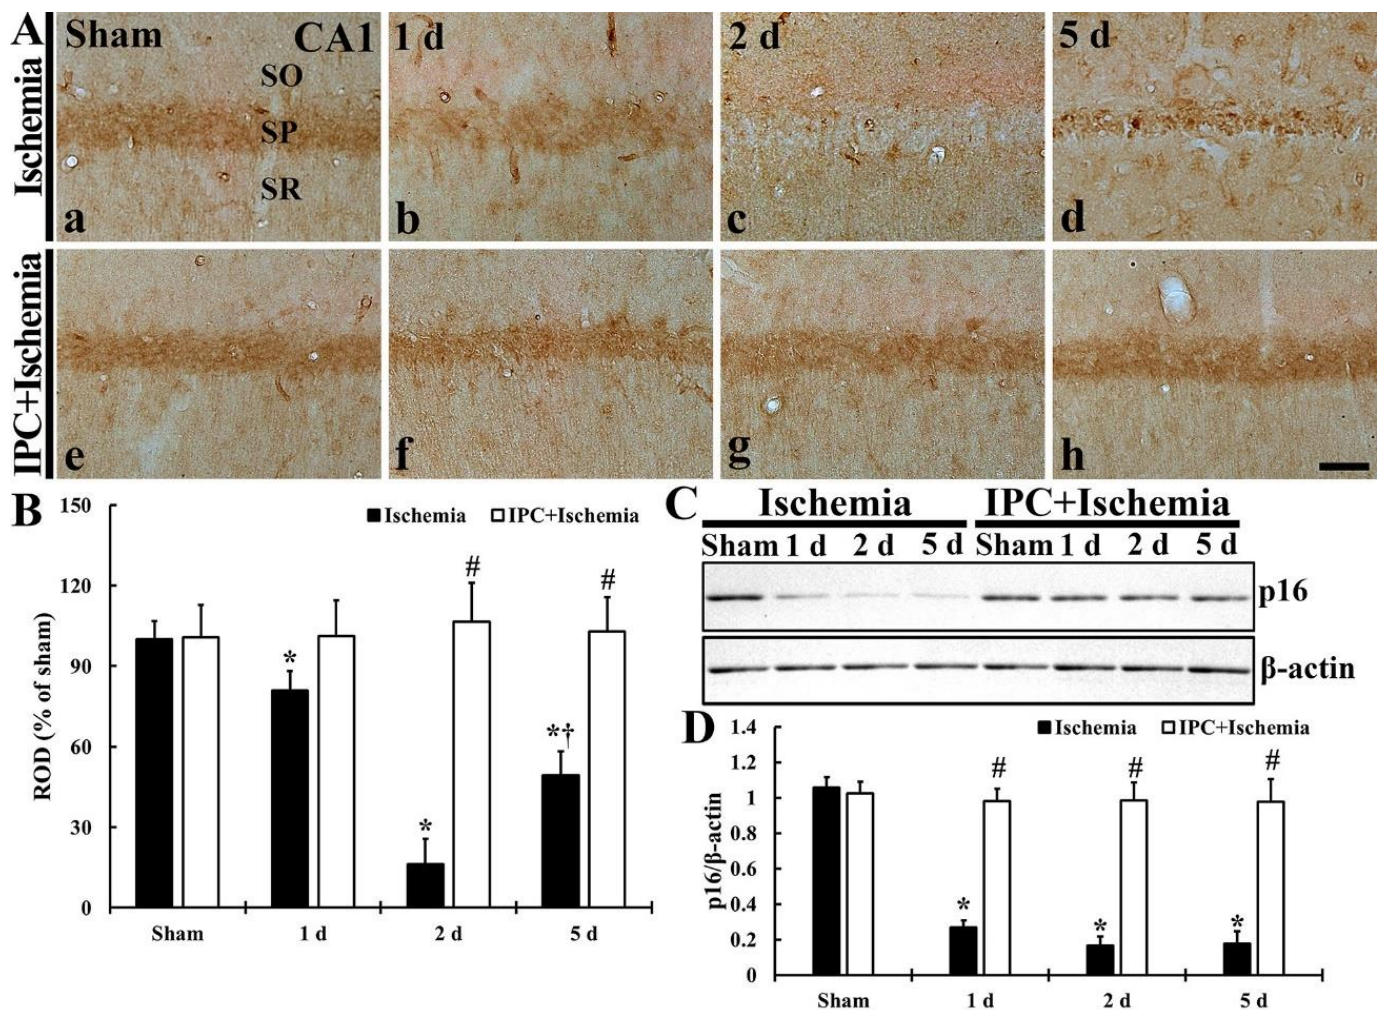 A
Ischemia
Sham CA1
SO
SP
SR
a
1 d
b
2 d
c
5 d
d
IPC+Ischemia
e
f
g
h
B
150
120
90
60
30
0
ROD (% of sham)
Ischemia IPC+Ischemia
*
*
#
*†
#
Sham 1 d 2 d 5 d
C
Ischemia IPC+Ischemia
Sham 1 d 2 d 5 d Sham 1 d 2 d 5 d
p16
β-actin
D
1.4
1.2
1
0.8
0.6
0.4
0.2
0
p16/β-actin
Ischemia IPC+Ischemia
*
#
*
#
*
#
Sham 1 d 2 d 5 d